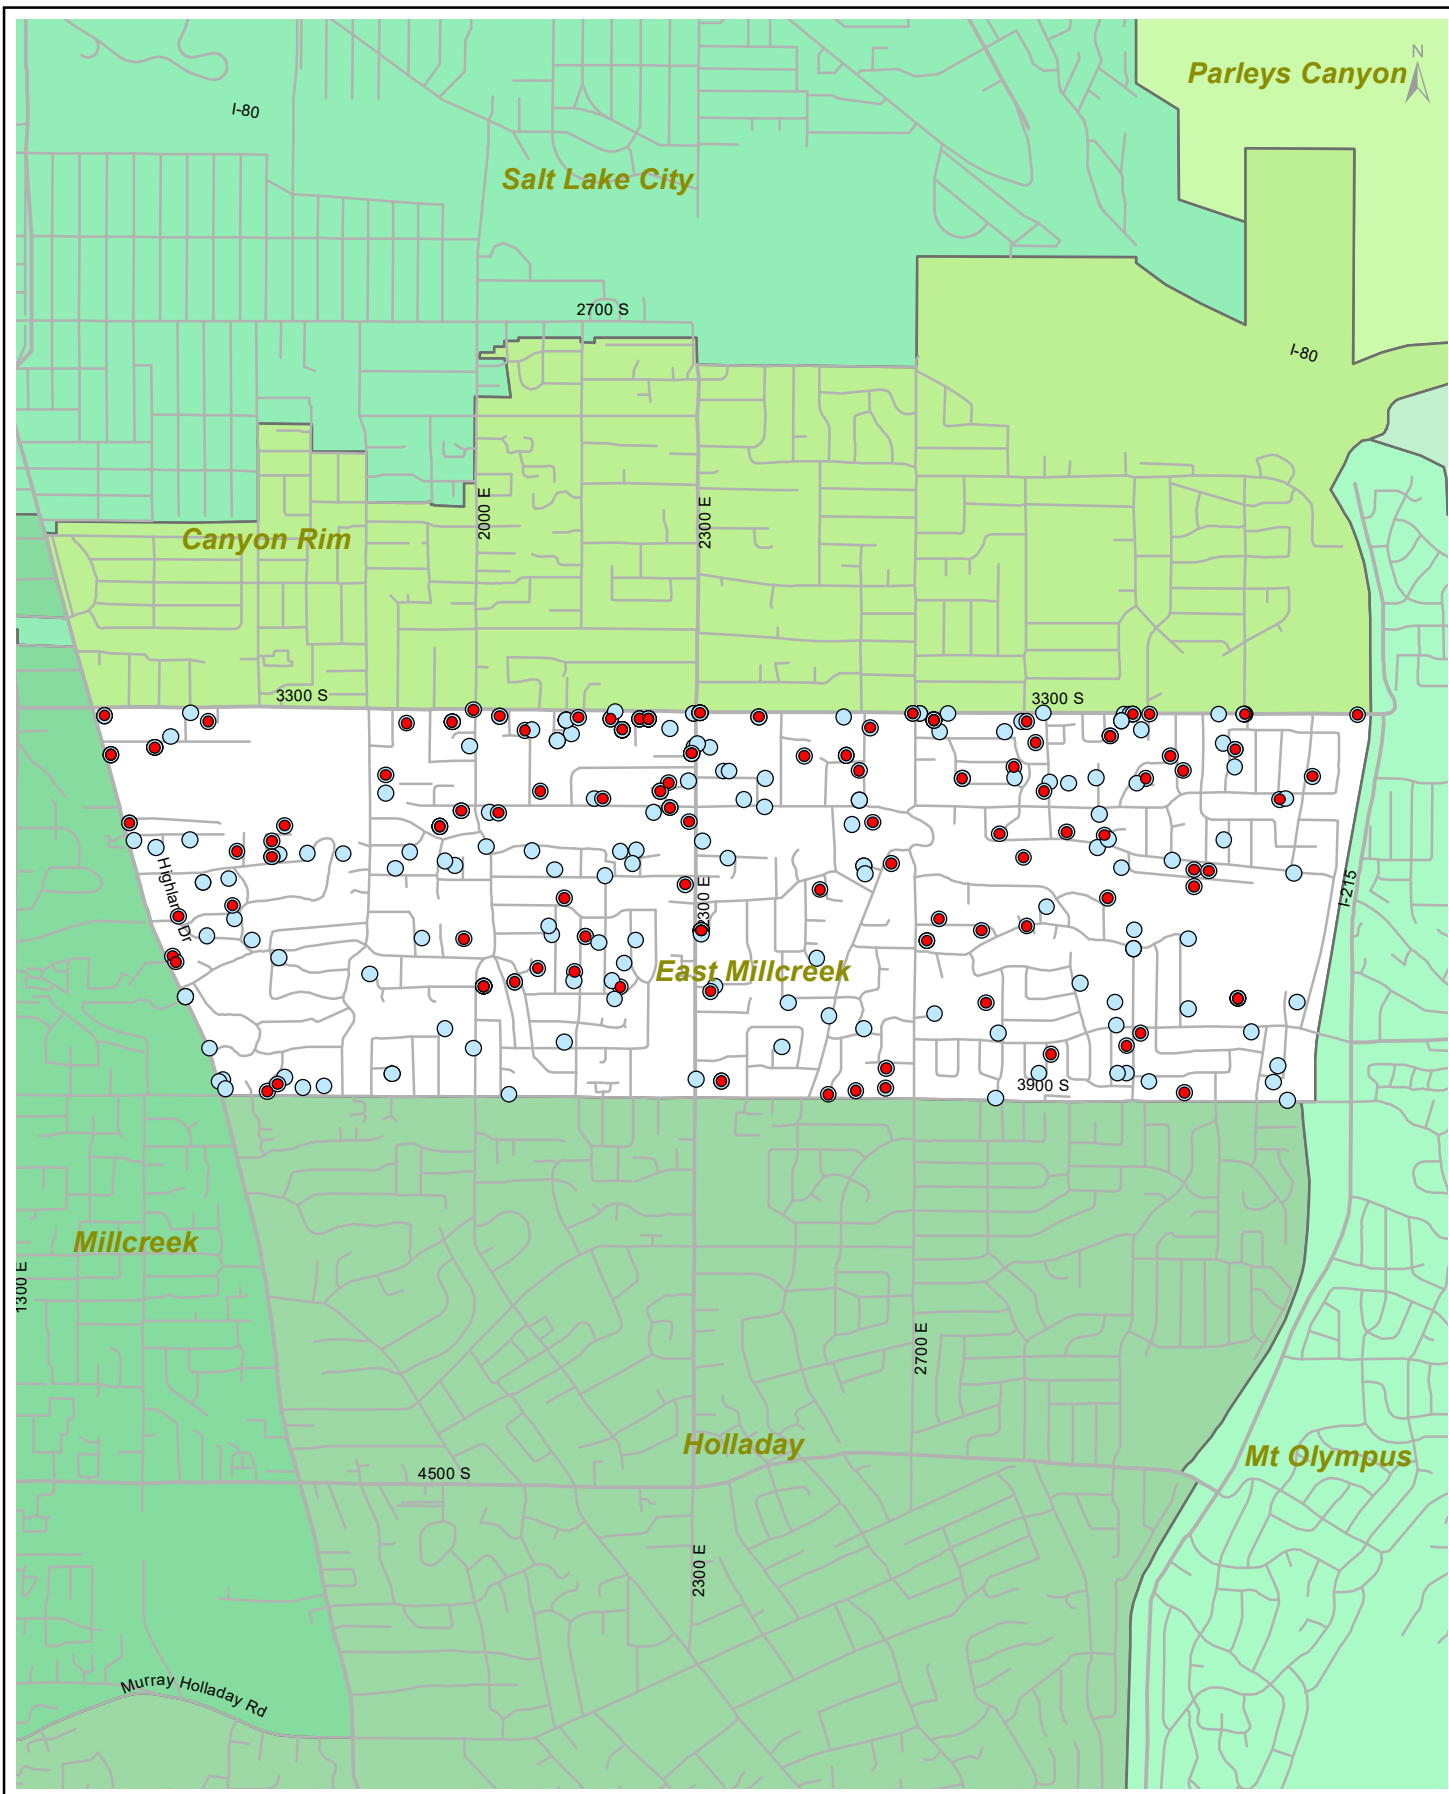 N
Parleys Canyon
I-80
Salt Lake City
2700 S
I-80
2000 E
2300 E
Canyon Rim
3300 S
3300 S
Highland Dr
2300 E
I-215
East Millcreek
3900 S
Millcreek
1300 E
2700 E
Holladay
Mt Olympus
4500 S
2300 E
Murray Holladay Rd